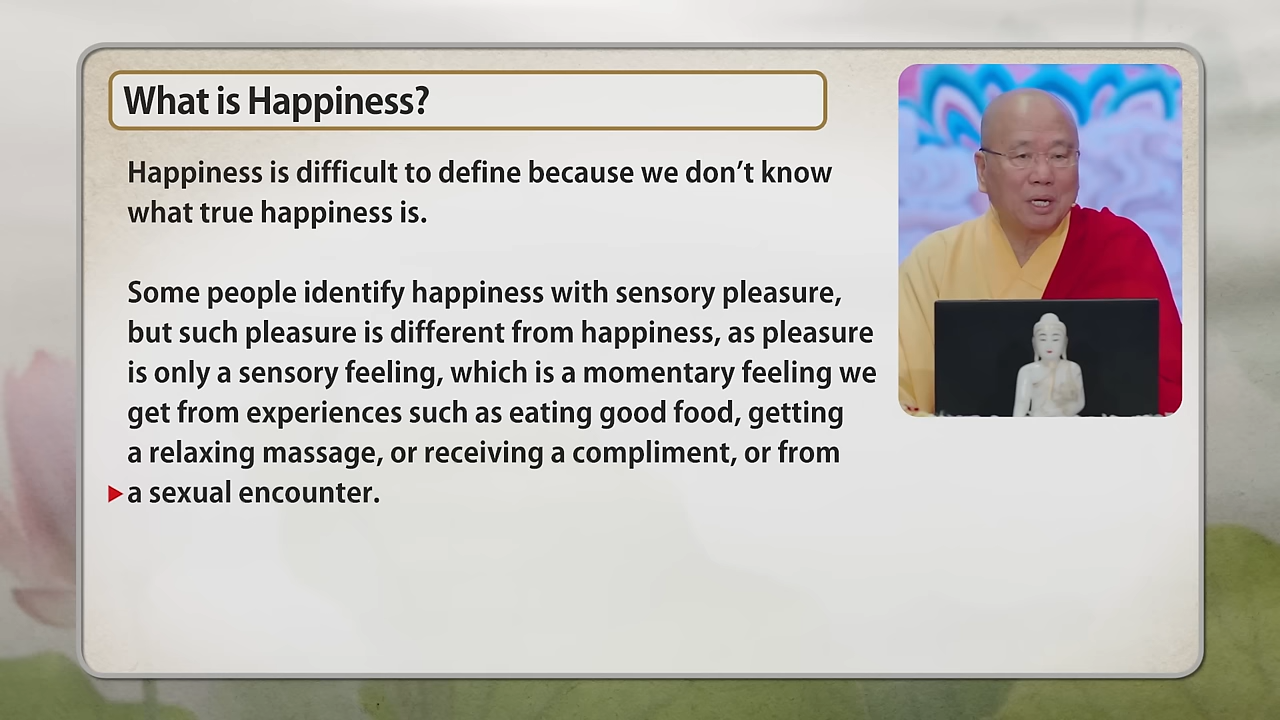 What is Happiness?
Happiness is difficult to define because we don’t know
what true happiness is.
Some people identify happiness with sensory pleasure,
but such pleasure is different from happiness, as pleasure
is only a sensory feeling, which is a momentary feeling we
get from experiences such as eating good food, getting
a relaxing massage, or receiving a compliment, or from
a sexual encounter.